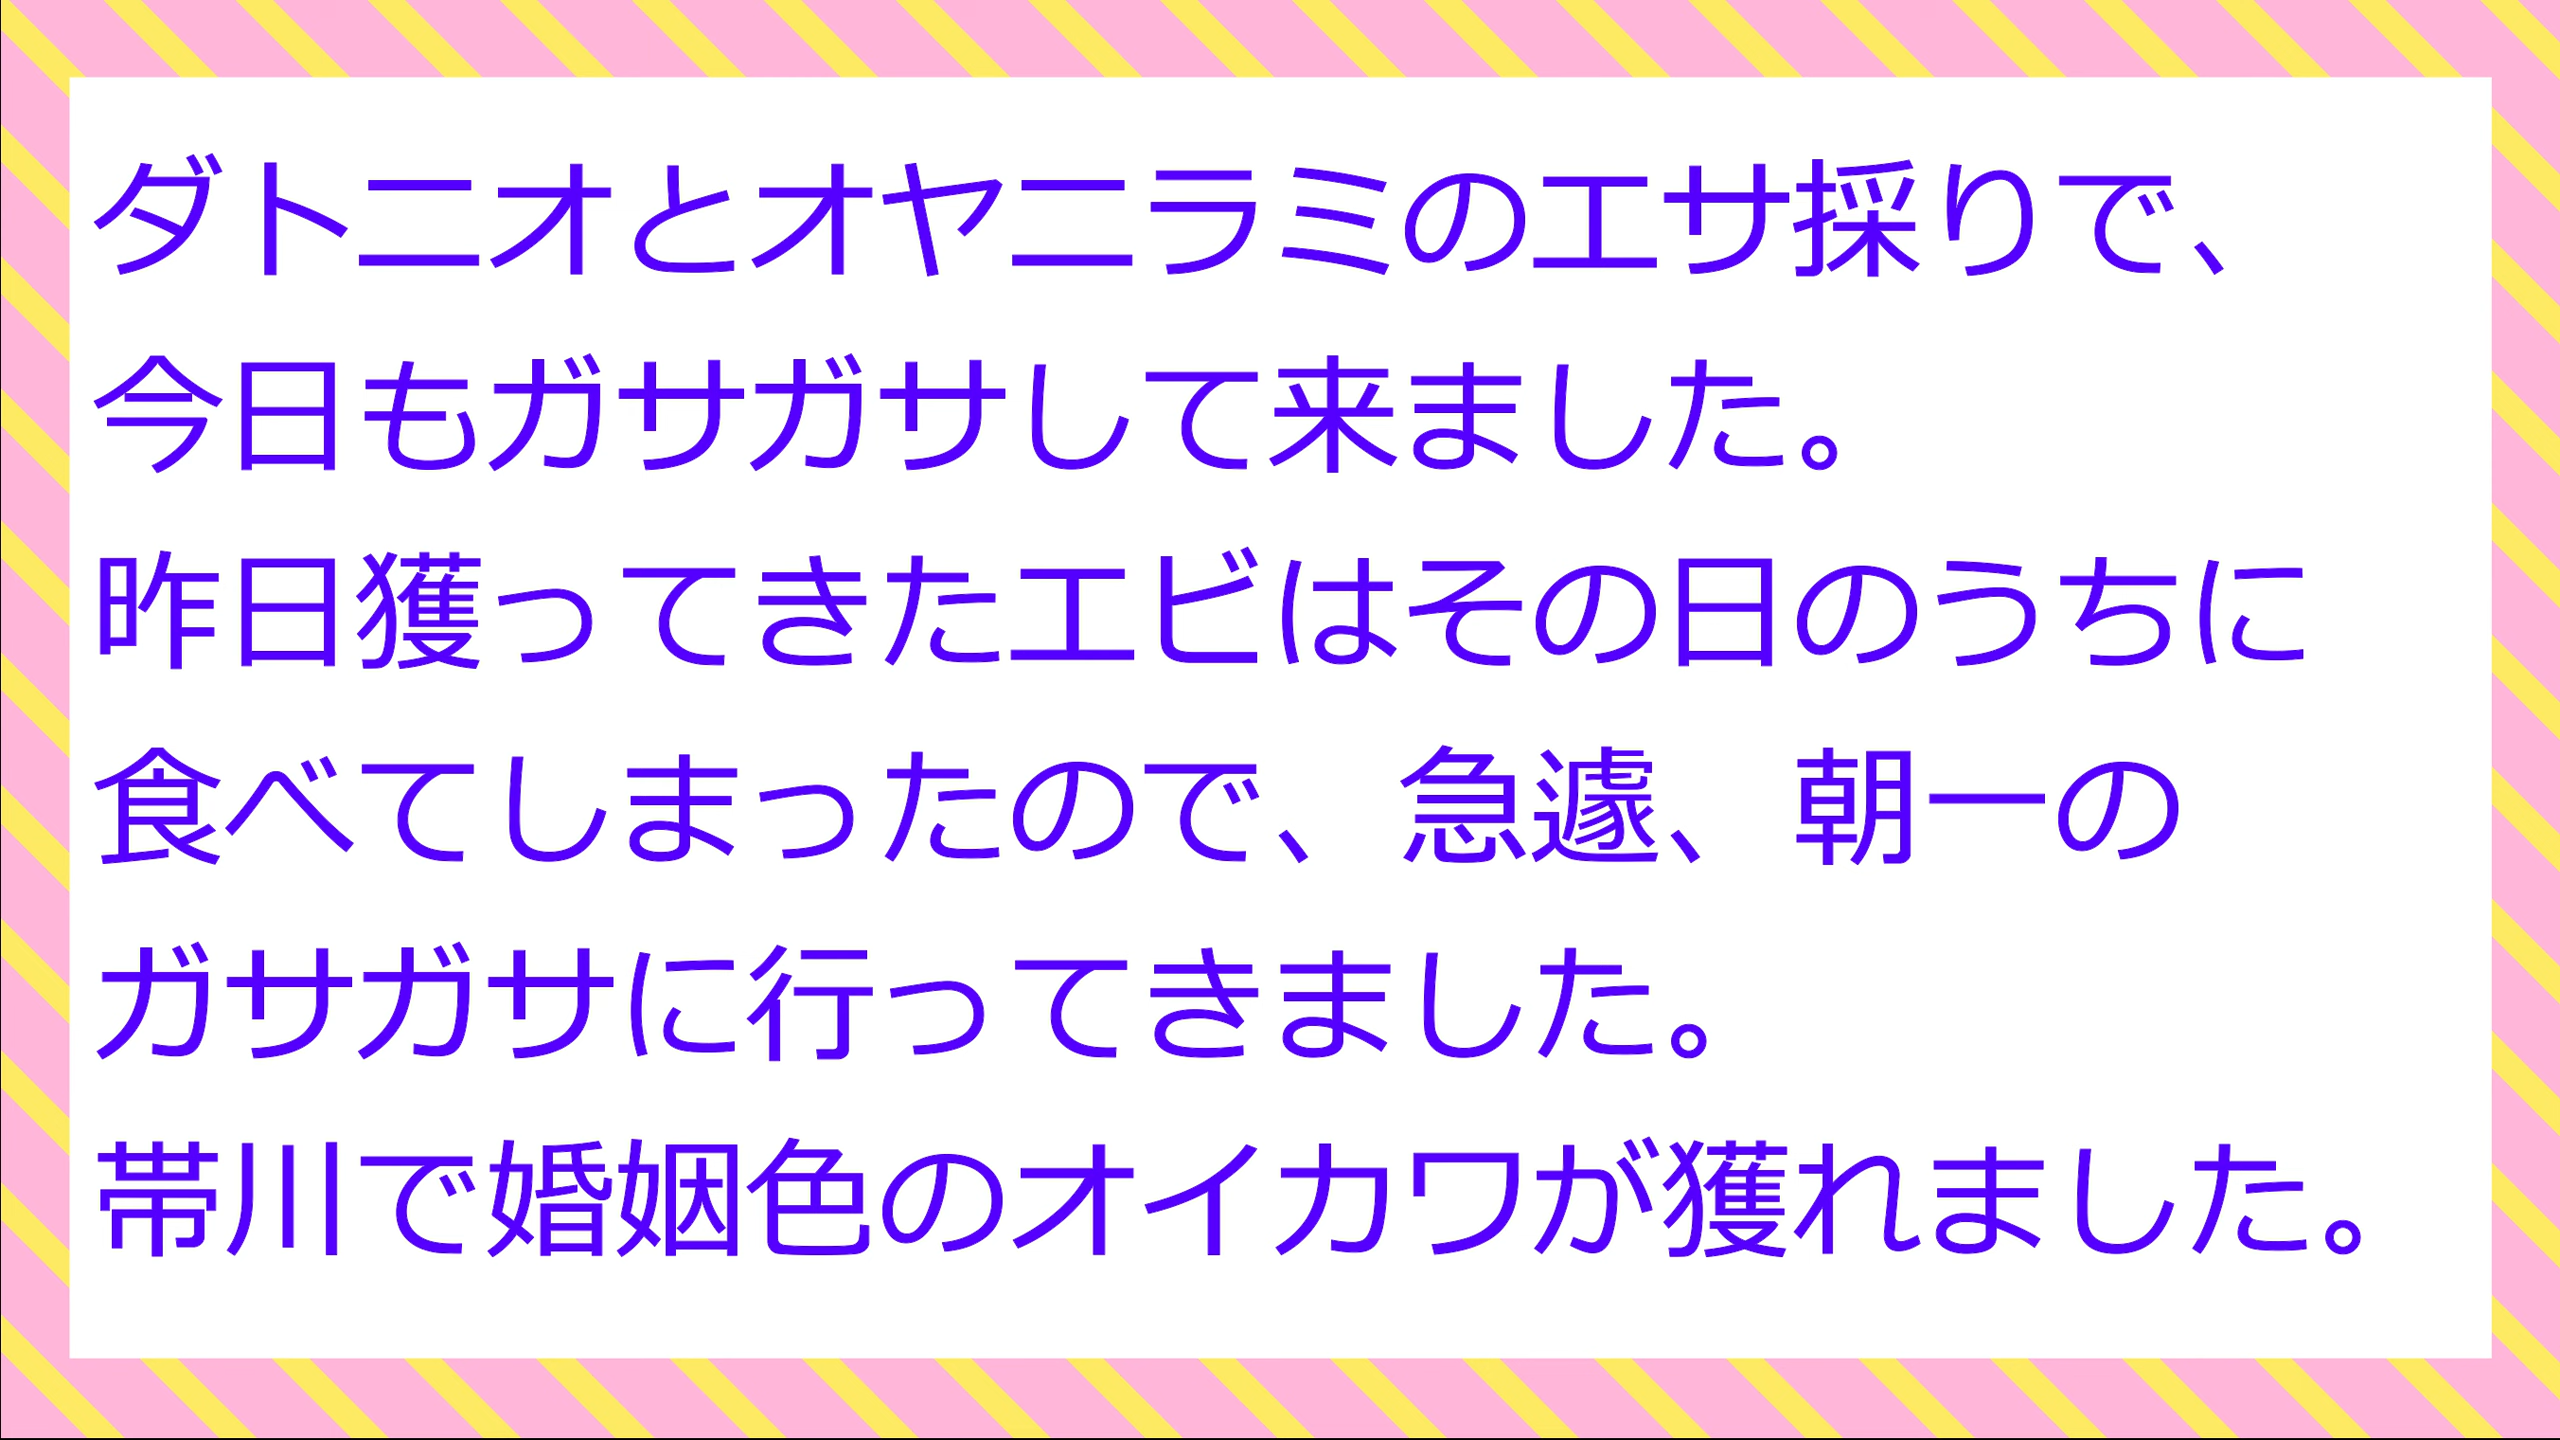 ダトニオとオヤニラミのエサ採りで、
今日もガサガサして来ました。
昨日獲ってきたエビはその日のうちに
食べてしまったので、急遽、朝一の
ガサガサに行ってきました。
帯川で婚姻色のオイカワが獲れました。